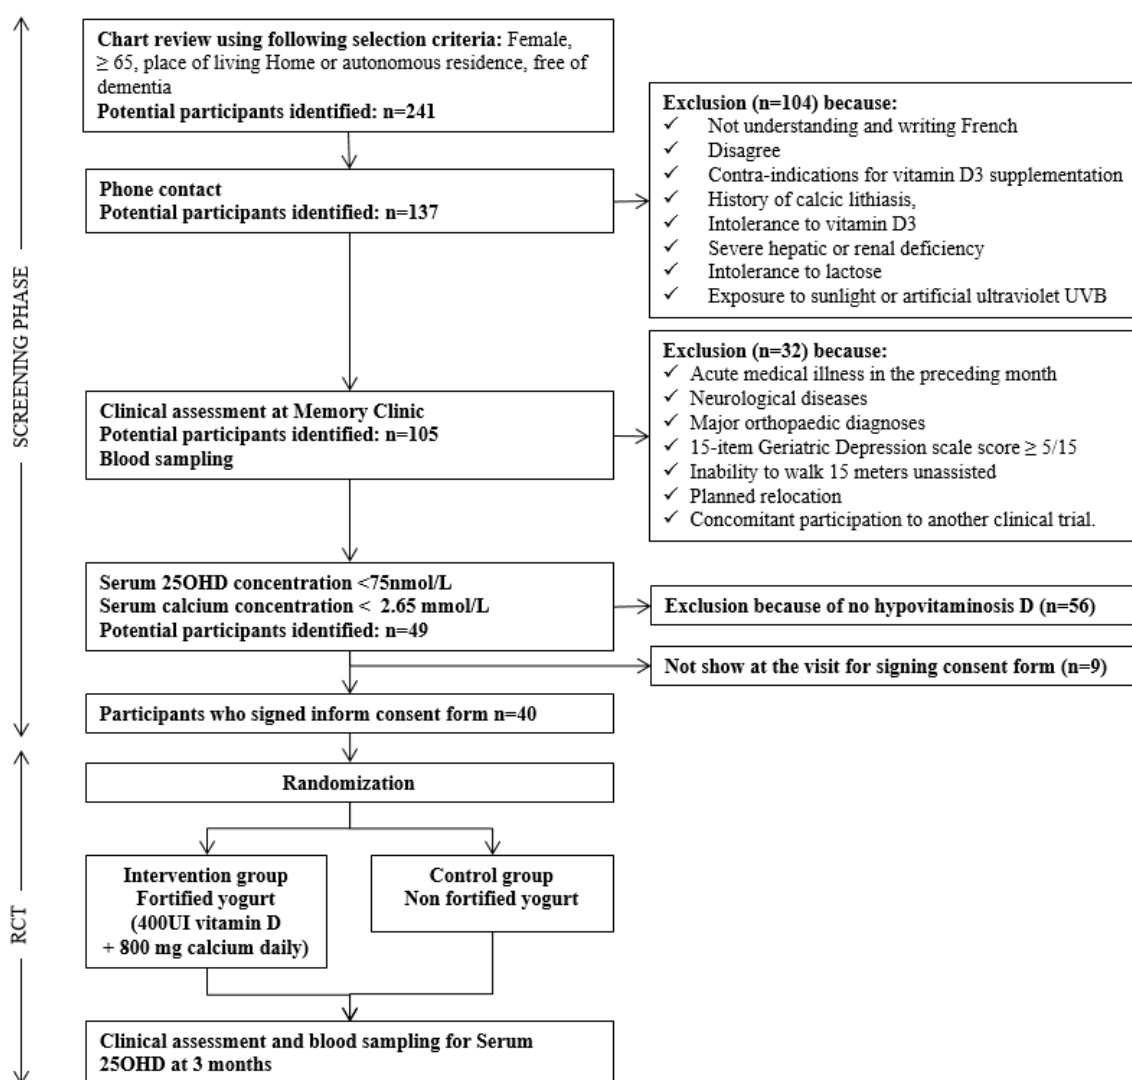 Chart review using following selection criteria: Female,
≥ 65, place of living Home or autonomous residence, free of
dementia
Potential participants identified: n=241
Exclusion (n=104) because:
✓ Not understanding and writing French
✓ Disagree
✓ Contra-indications for vitamin D3 supplementation
✓ History of calcic lithiasis,
✓ Intolerance to vitamin D3
✓ Severe hepatic or renal deficiency
✓ Intolerance to lactose
✓ Exposure to sunlight or artificial ultraviolet UVB
Phone contact
Potential participants identified: n=137
SCREENING PHASE
Exclusion (n=32) because:
✓ Acute medical illness in the preceding month
✓ Neurological diseases
✓ Major orthopaedic diagnoses
✓ 15-item Geriatric Depression scale score ≥ 5/15
✓ Inability to walk 15 meters unassisted
✓ Planned relocation
✓ Concomitant participation to another clinical trial.
Clinical assessment at Memory Clinic
Potential participants identified: n=105
Blood sampling
Serum 25OHD concentration <75nmol/L
Serum calcium concentration < 2.65 mmol/L
Potential participants identified: n=49
Exclusion because of no hypovitaminosis D (n=56)
Not show at the visit for signing consent form (n=9)
Participants who signed inform consent form n=40
Randomization
RCT
Intervention group
Fortified yogurt
(400UI vitamin D
+ 800 mg calcium daily)
Control group
Non fortified yogurt
Clinical assessment and blood sampling for Serum
25OHD at 3 months